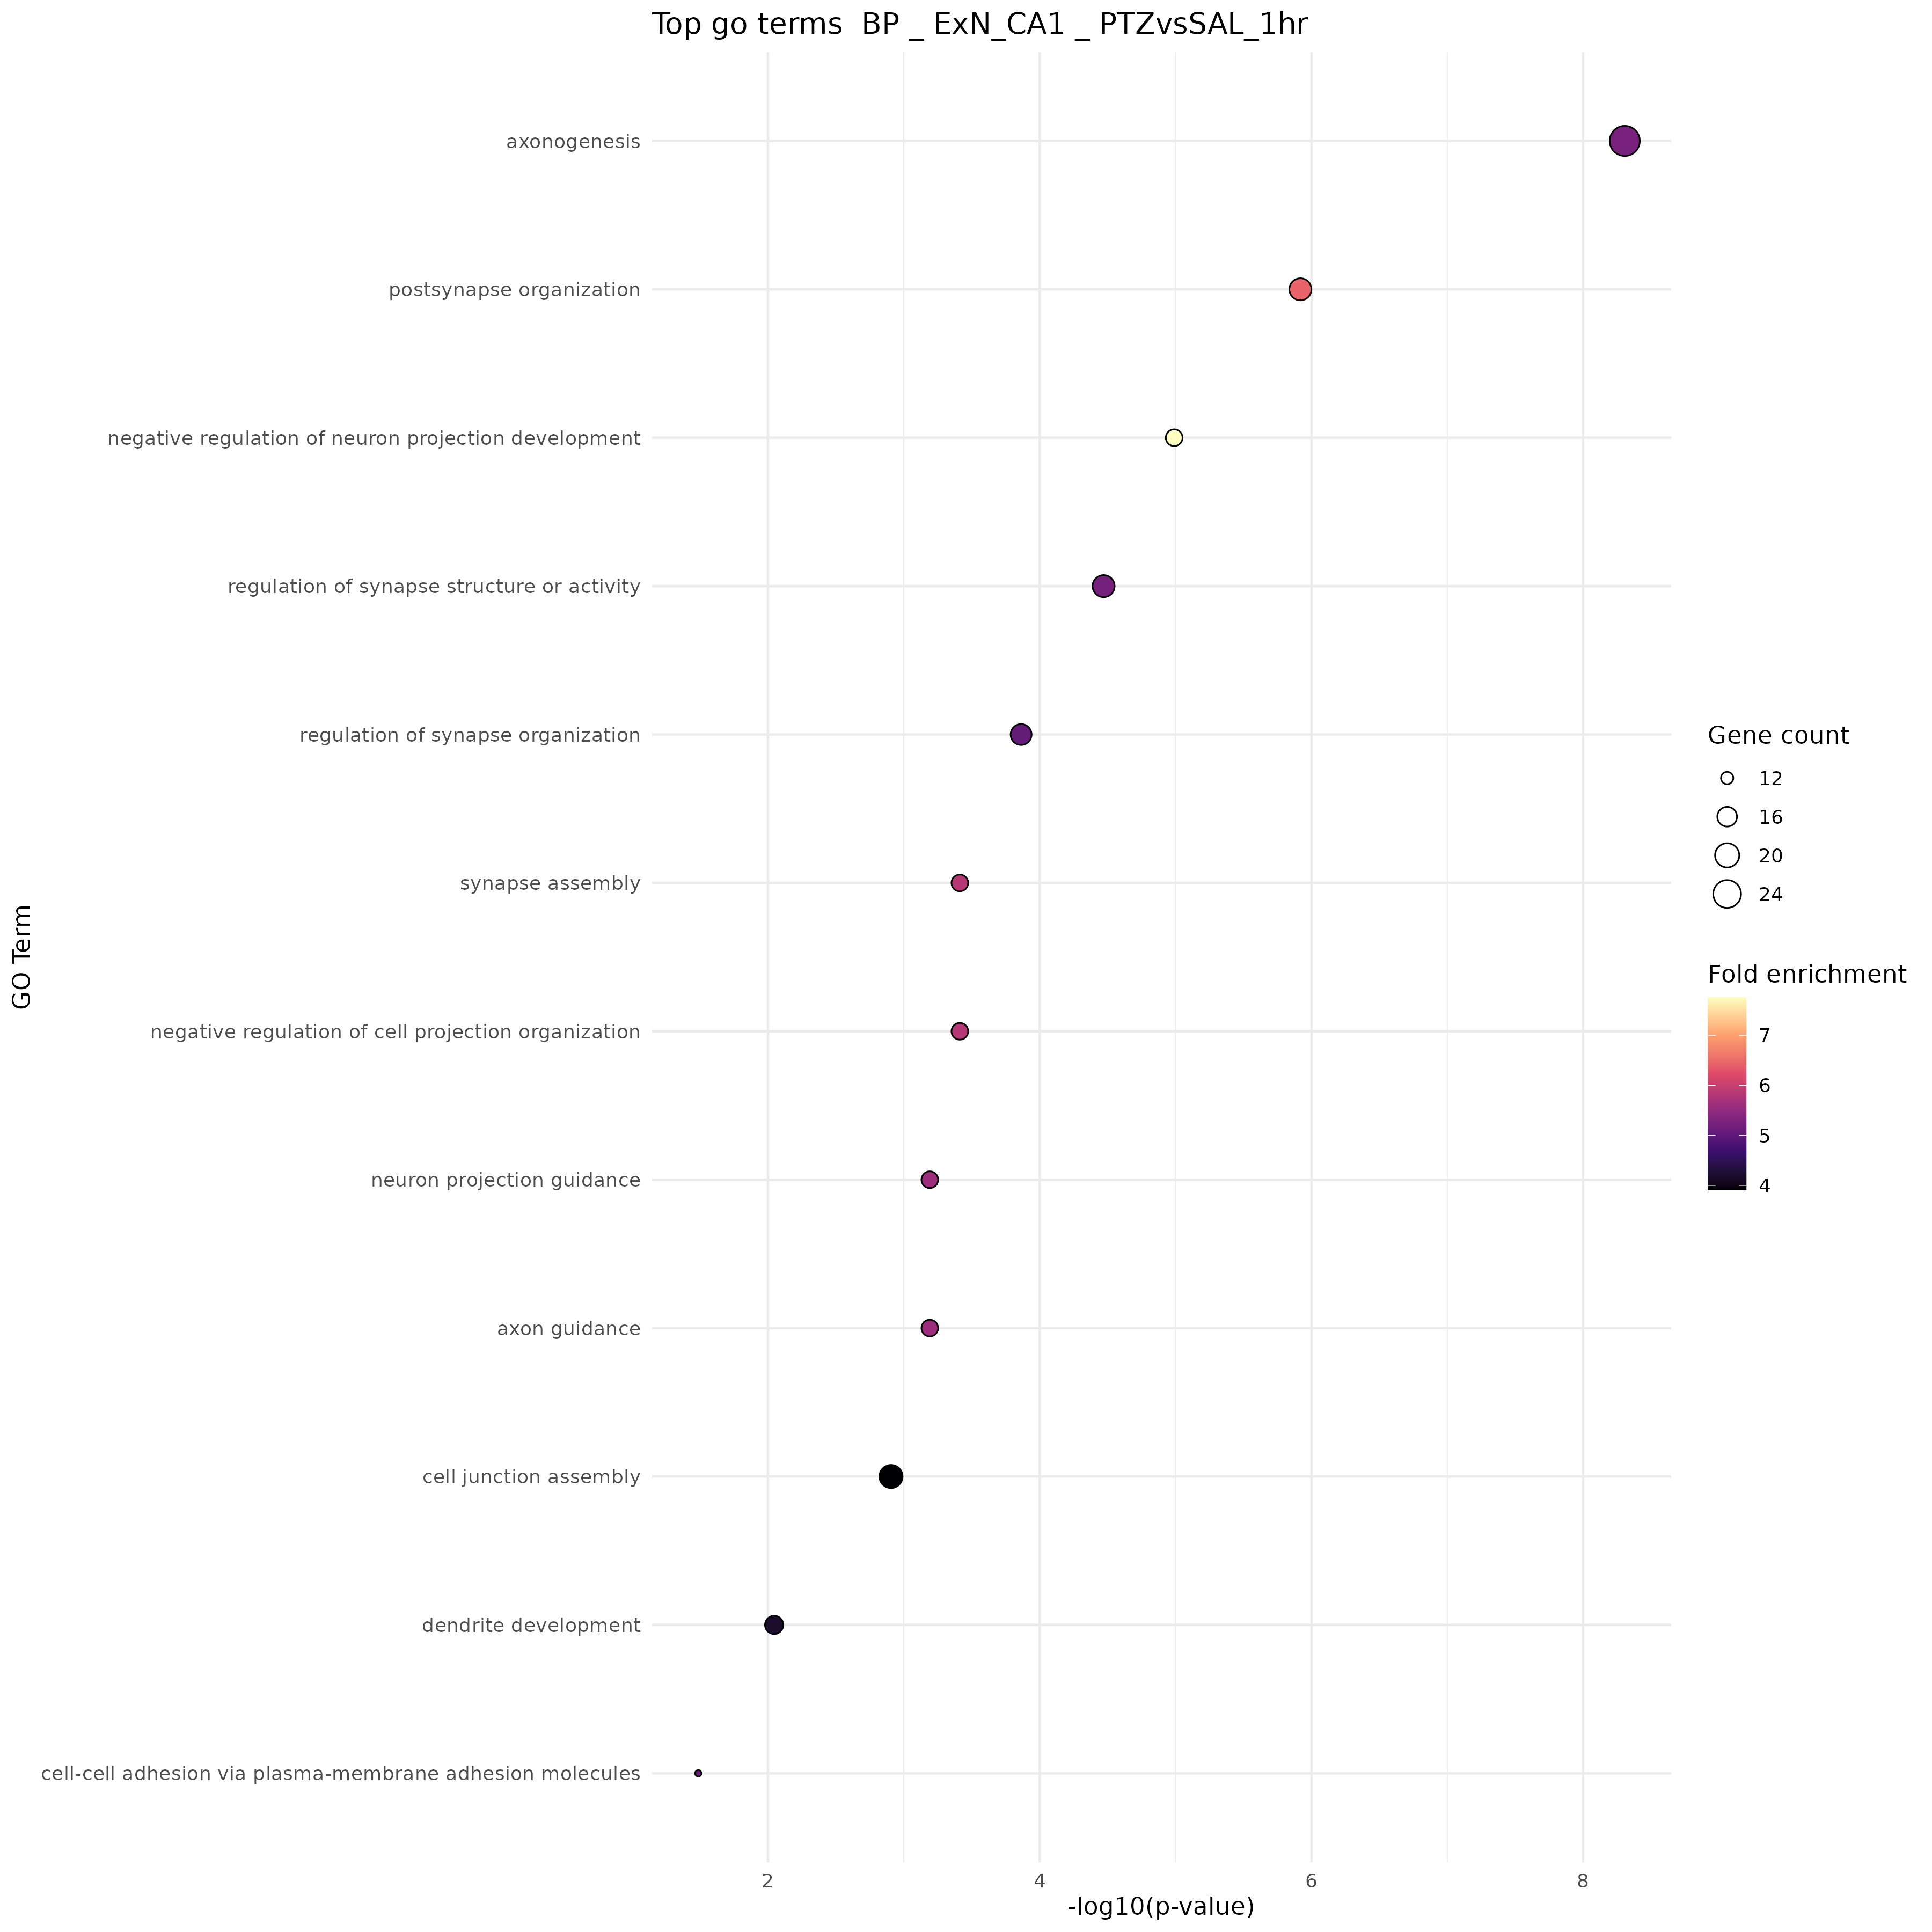 Top go terms  BP _ ExN_CA1 _ PTZvsSAL_1hr
GO Term
axonogenesis
postsynapse organization
negative regulation of neuron projection development
regulation of synapse structure or activity
regulation of synapse organization
synapse assembly
negative regulation of cell projection organization
neuron projection guidance
axon guidance
cell junction assembly
dendrite development
cell-cell adhesion via plasma-membrane adhesion molecules
2 4 6 8
-log10(p-value)
Gene count
12
16
20
24
Fold enrichment
7
6
5
4